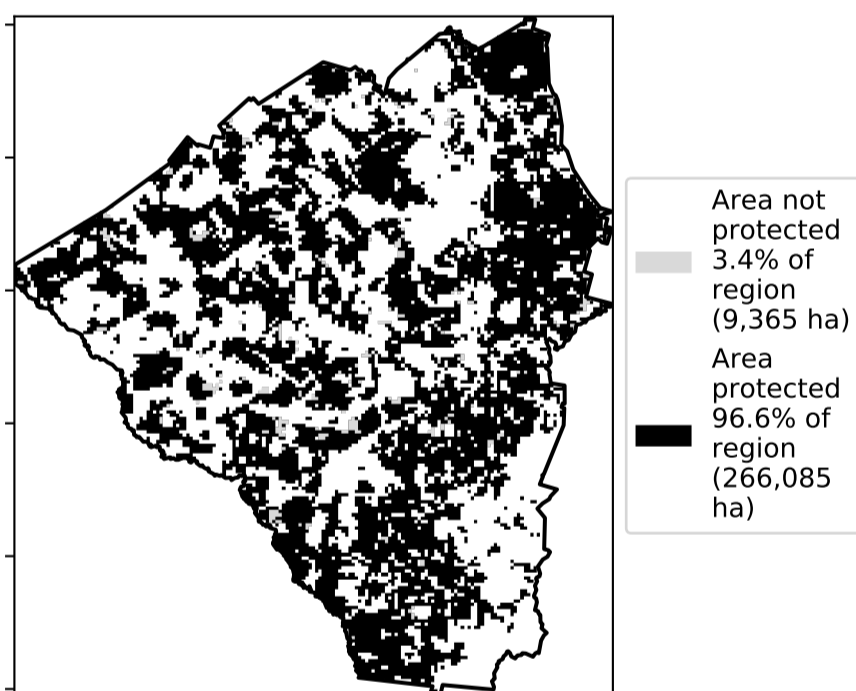 Area not
protected
3.4% of
region
(9,365 ha)
Area
protected
96.6% of
region
(266,085
ha)